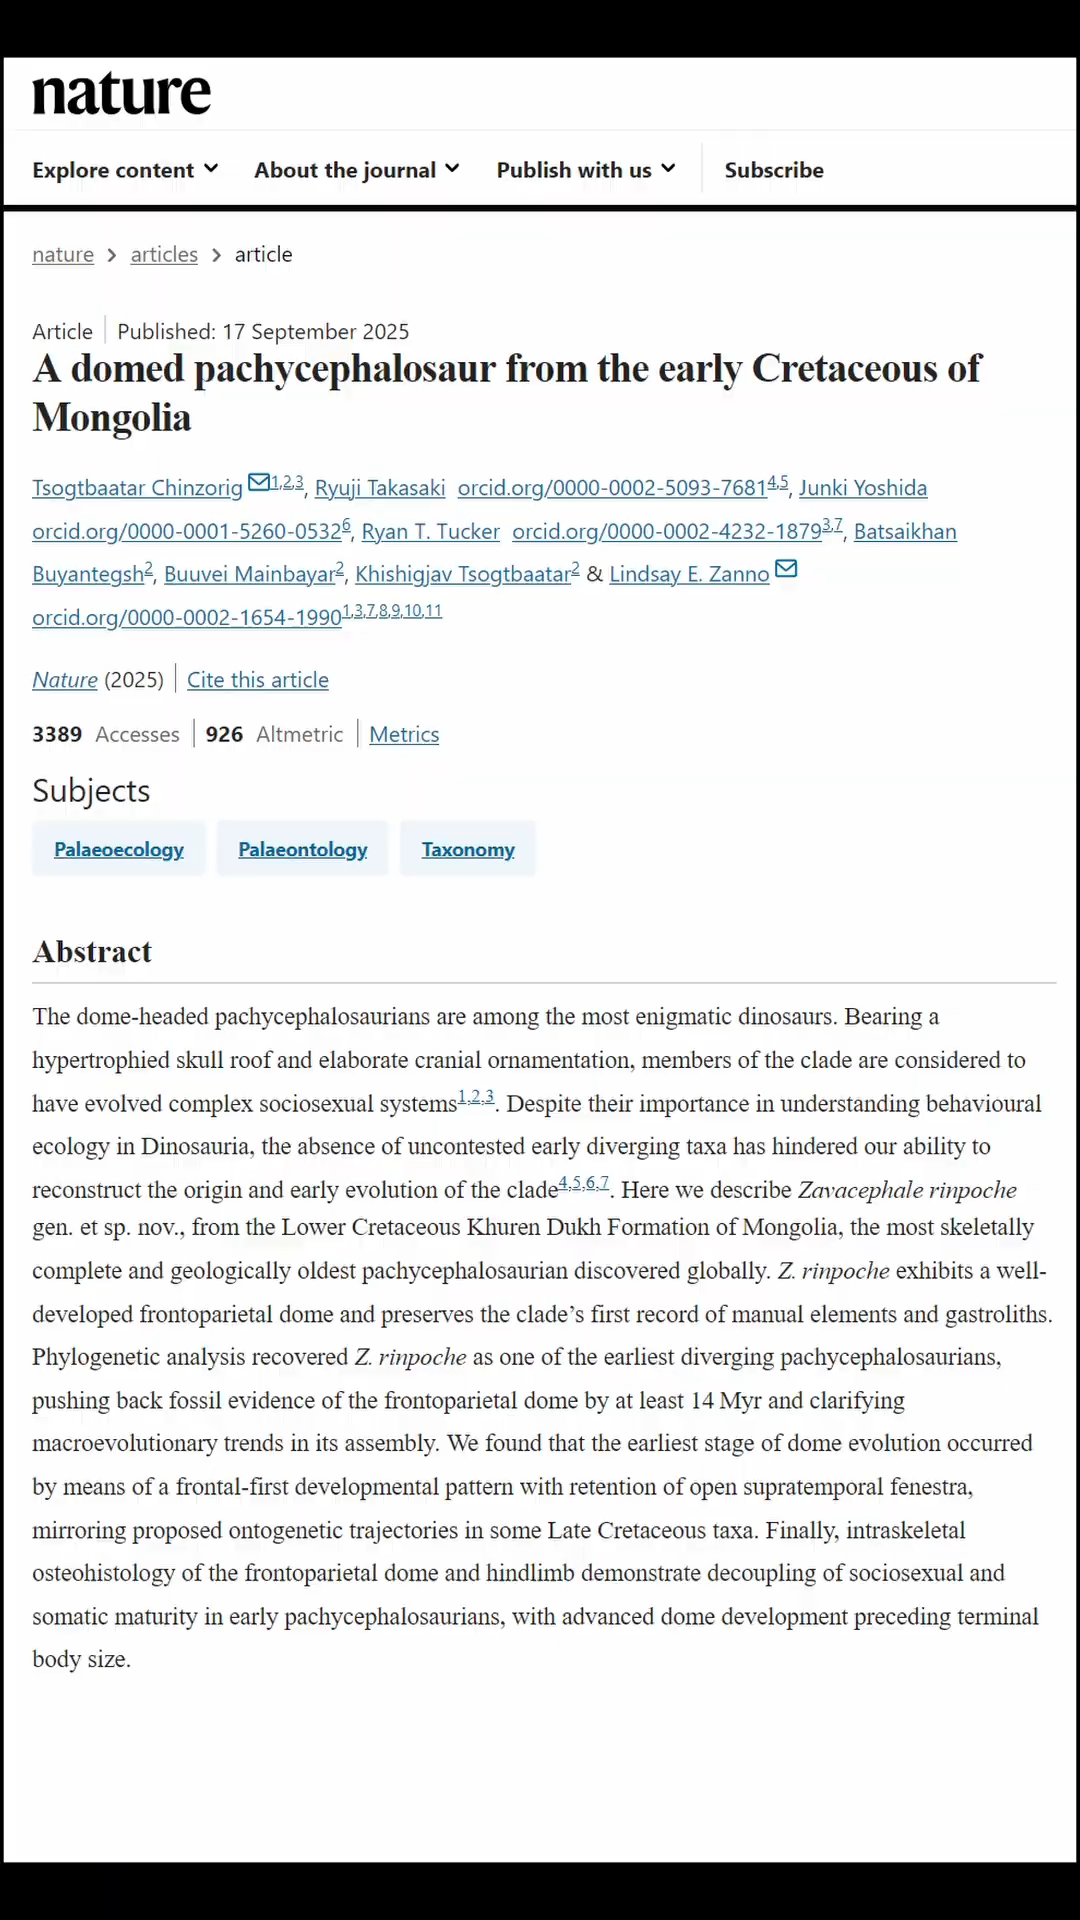 nature
Explore content About the journal Publish with us Subscribe
nature > articles > article
Article Published: 17 September 2025
A domed pachycephalosaur from the early Cretaceous of
Mongolia
Tsogtbaatar Chinzorig 1,2,3, Ryuji Takasaki orcid.org/0000-0002-5093-7681 4,5, Junki Yoshida
orcid.org/0000-0001-5260-0532 6, Ryan T. Tucker orcid.org/0000-0002-4232-1879 3,7, Batsaikhan
Buyantegsh 2, Buuvei Mainbayar 2, Khishigjav Tsogtbaatar 2 & Lindsay E. Zanno
orcid.org/0000-0002-1654-1990 1,3,7,8,9,10,11
Nature (2025) Cite this article
3389 Accesses 926 Altmetric Metrics
Subjects
Palaeoecology Palaeontology Taxonomy
Abstract
The dome-headed pachycephalosaurians are among the most enigmatic dinosaurs. Bearing a
hypertrophied skull roof and elaborate cranial ornamentation, members of the clade are considered to
have evolved complex sociosexual systems1,2,3. Despite their importance in understanding behavioural
ecology in Dinosauria, the absence of uncontested early diverging taxa has hindered our ability to
reconstruct the origin and early evolution of the clade4,5,6,7. Here we describe Zavacephale rinpoche
gen. et sp. nov., from the Lower Cretaceous Khuren Dukh Formation of Mongolia, the most skeletally
complete and geologically oldest pachycephalosaurian discovered globally. Z. rinpoche exhibits a well-
developed frontoparietal dome and preserves the clade’s first record of manual elements and gastroliths.
Phylogenetic analysis recovered Z. rinpoche as one of the earliest diverging pachycephalosaurians,
pushing back fossil evidence of the frontoparietal dome by at least 14 Myr and clarifying
macroevolutionary trends in its assembly. We found that the earliest stage of dome evolution occurred
by means of a frontal-first developmental pattern with retention of open supratemporal fenestra,
mirroring proposed ontogenetic trajectories in some Late Cretaceous taxa. Finally, intraskeletal
osteohistology of the frontoparietal dome and hindlimb demonstrate decoupling of sociosexual and
somatic maturity in early pachycephalosaurians, with advanced dome development preceding terminal
body size.